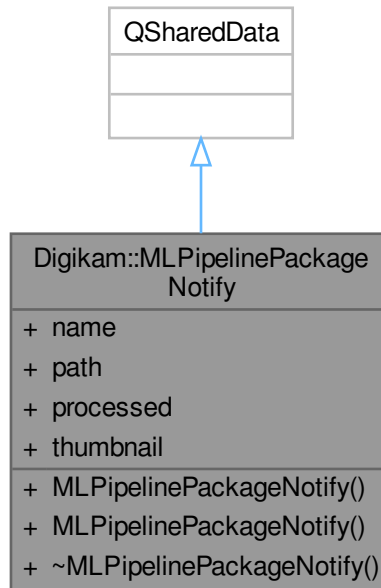 QSharedData
Digikam::MLPipelinePackage
Notify
+ name
+ path
+ processed
+ thumbnail
+ MLPipelinePackageNotify()
+ MLPipelinePackageNotify()
+ ~MLPipelinePackageNotify()